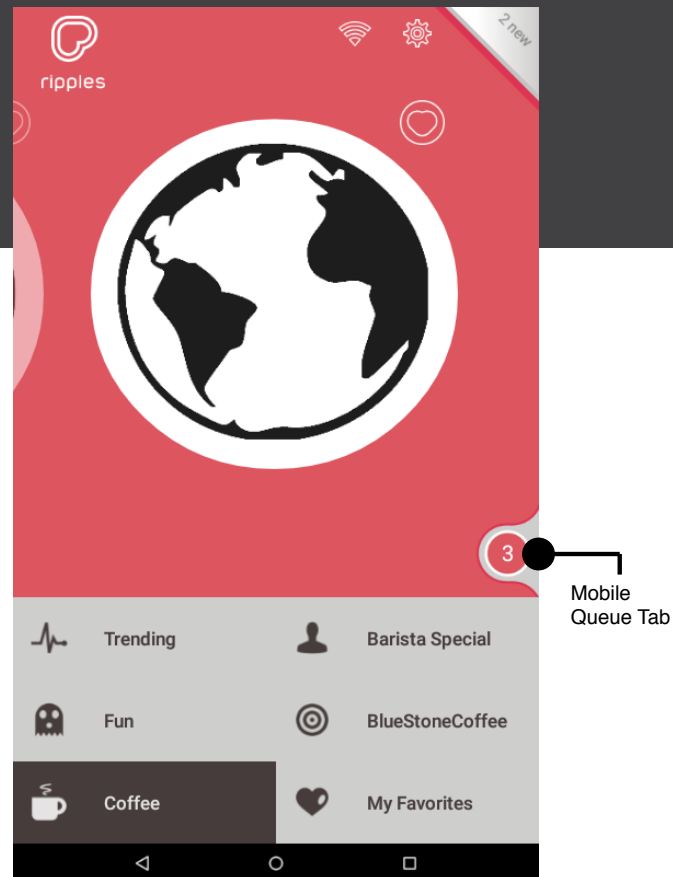 ripples
2 new
3
Mobile
Queue Tab
Trending
Barista Special
Fun
BlueStoneCoffee
Coffee
My Favorites